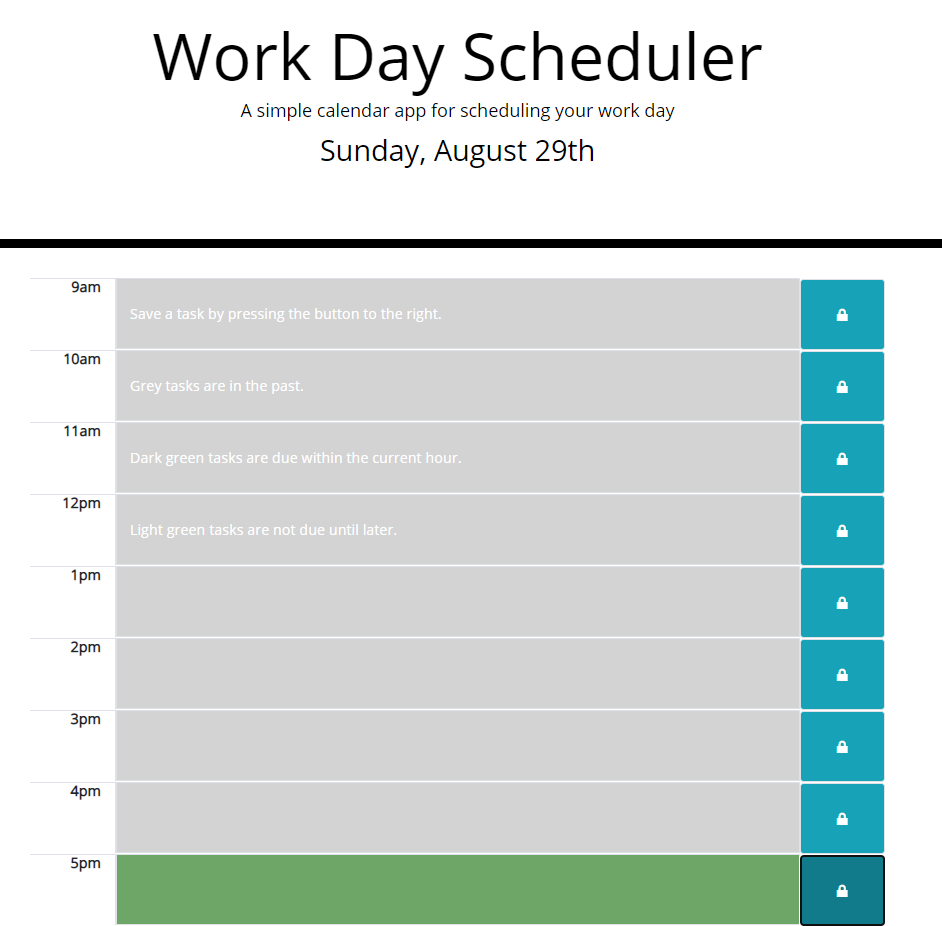 Work Day Scheduler
A simple calendar app for scheduling your work day
Sunday, August 29th
9am
Save a task by pressing the button to the right.
10am
Grey tasks are in the past.
11am
Dark green tasks are due within the current hour.
12pm
Light green tasks are not due until later.
1pm
2pm
3pm
4pm
5pm